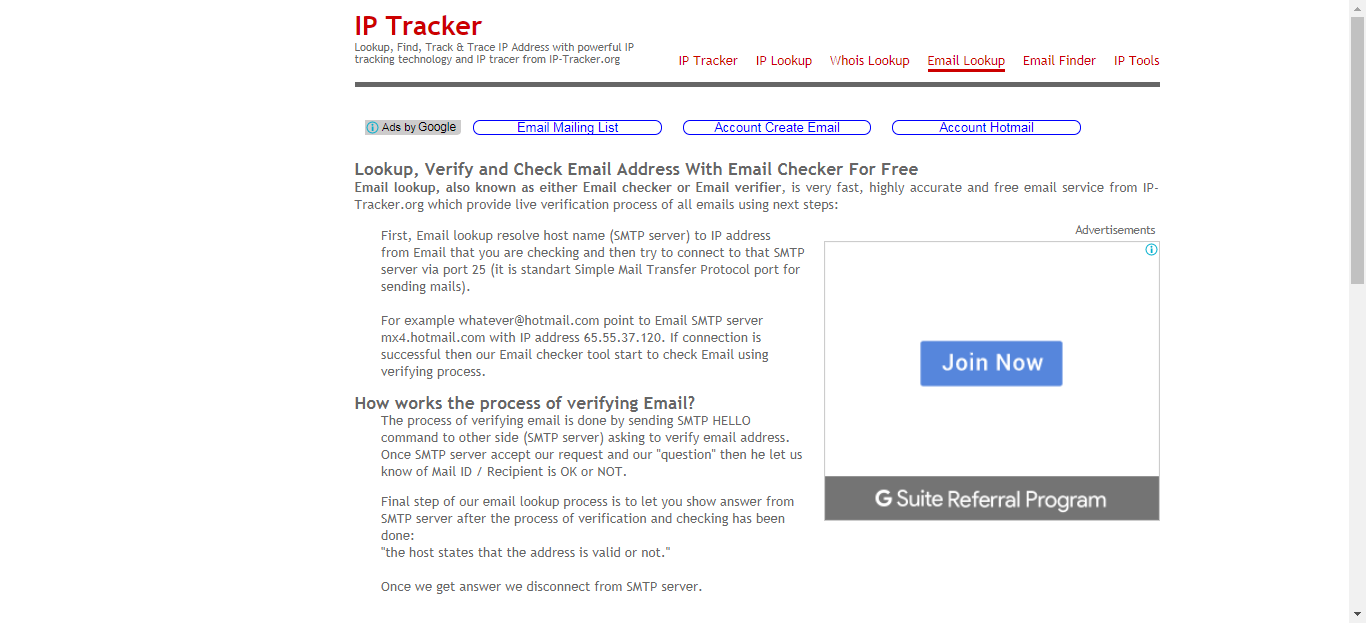 IP Tracker
Lookup, Find, Track & Trace IP Address with powerful IP
tracking technology and IP tracer from IP-Tracker.org
IP Tracker IP Lookup Whois Lookup Email Lookup Email Finder IP Tools
Ads by Google Email Mailing List Account Create Email Account Hotmail
Lookup, Verify and Check Email Address With Email Checker For Free
Email lookup, also known as either Email checker or Email verifier, is very fast, highly accurate and free email service from IP-
Tracker.org which provide live verification process of all emails using next steps:
First, Email lookup resolve host name (SMTP server) to IP address
from Email that you are checking and then try to connect to that SMTP
server via port 25 (it is standart Simple Mail Transfer Protocol port for
sending mails).
For example whatever@hotmail.com point to Email SMTP server
mx4.hotmail.com with IP address 65.55.37.120. If connection is
successful then our Email checker tool start to check Email using
verifying process.
How works the process of verifying Email?
The process of verifying email is done by sending SMTP HELLO
command to other side (SMTP server) asking to verify email address.
Once SMTP server accept our request and our "question" then he let us
know of Mail ID / Recipient is OK or NOT.
Final step of our email lookup process is to let you show answer from
SMTP server after the process of verification and checking has been
done:
"the host states that the address is valid or not."
Once we get answer we disconnect from SMTP server.
Advertisements
Join Now
G Suite Referral Program